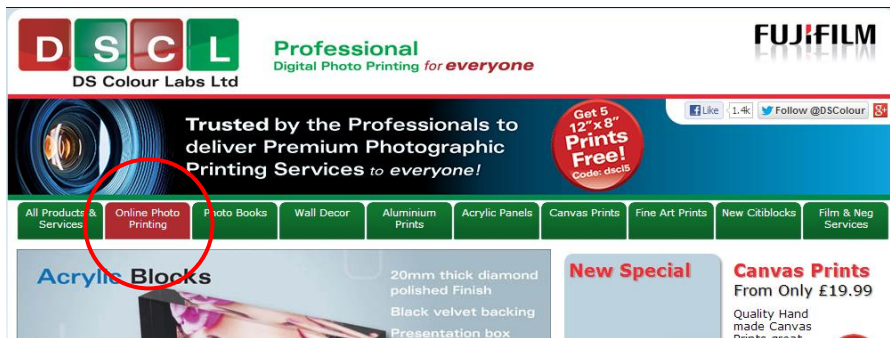 D S C L
DS Colour Labs Ltd
Professional
Digital Photo Printing for everyone
FUJIFILM
Trusted by the Professionals to
deliver Premium Photographic
Printing Services to everyone!
Get 5
12"x 8"
Prints
Free!
Code: dscl5
Like 1.4k Follow @DSColour 8+
All Products &
Services
Online Photo
Printing
Photo Books
Wall Decor
Aluminium
Prints
Acrylic Panels
Canvas Prints
Fine Art Prints
New Citiblocks
Film & Neg
Services
Acrylic Blocks
20mm thick diamond
polished Finish
Black velvet backing
Presentation box
New Special
Canvas Prints
From Only £19.99
Quality Hand
made Canvas
Prints great